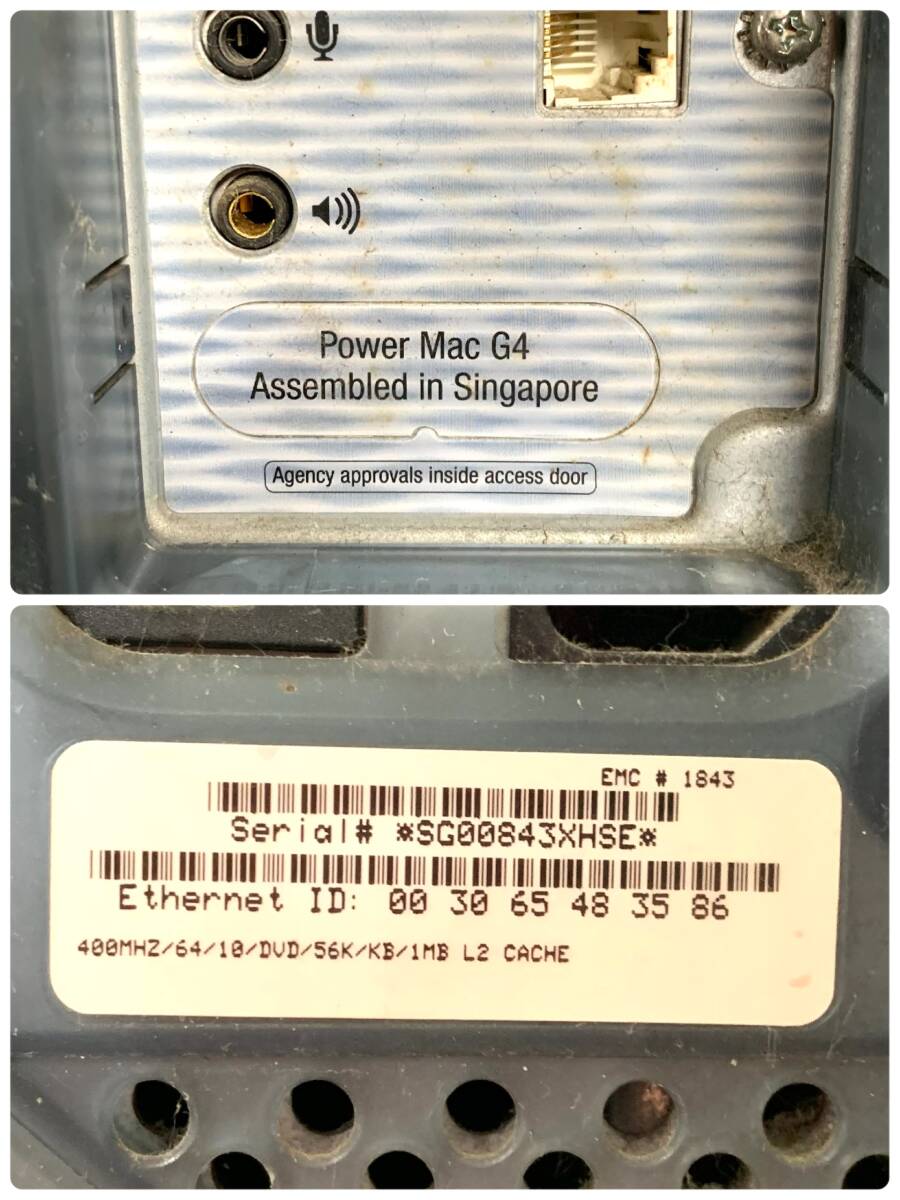 Power Mac G4
Assembled in Singapore
Agency approvals inside access door
EMC # 1843
Serial# *SG00843XHSE*
Ethernet ID: 00 30 65 48 35 86
400MHZ/64/10/DVD/56K/KB/1MB L2 CACHE